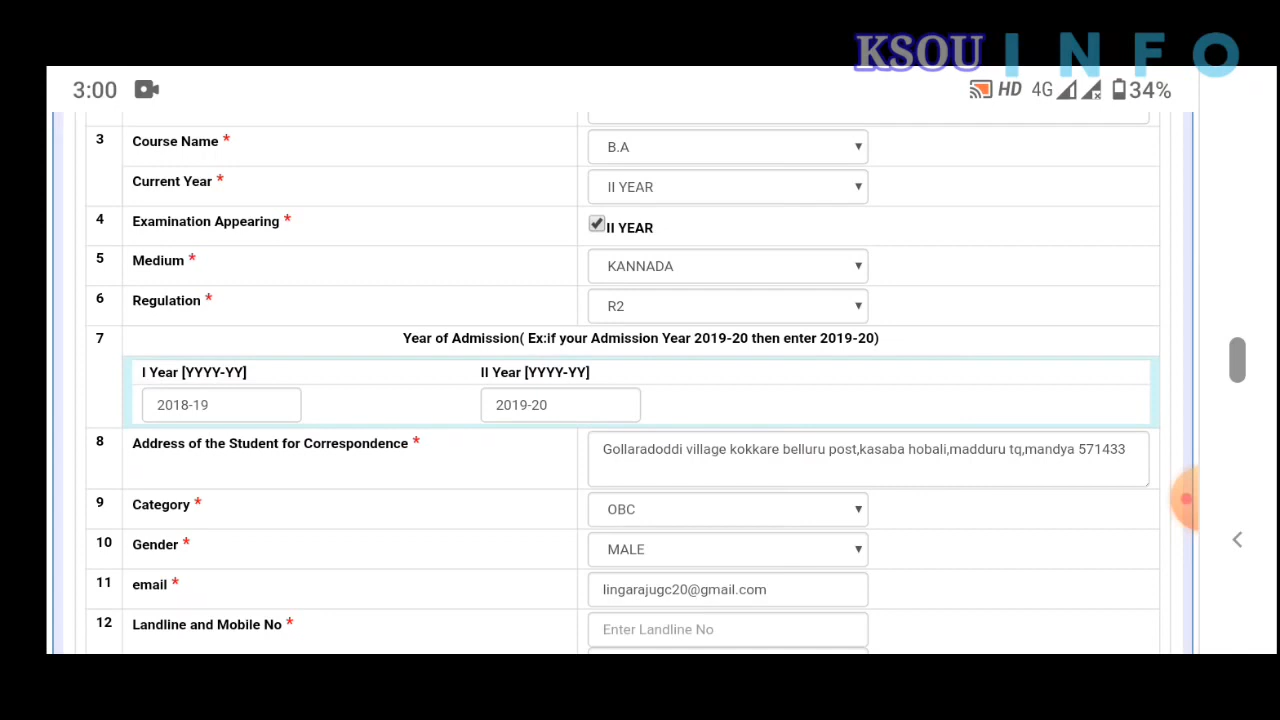 KSOU INFO
3:00 HD 4G 34%
3 Course Name * B.A
Current Year * II YEAR
4 Examination Appearing * II YEAR
5 Medium * KANNADA
6 Regulation * R2
7 Year of Admission( Ex:if your Admission Year 2019-20 then enter 2019-20)
I Year [YYYY-YY] II Year [YYYY-YY]
2018-19 2019-20
8 Address of the Student for Correspondence * Gollaradoddi village kokkare belluru post,kasaba hobali,madduru tq,mandya 571433
9 Category * OBC
10 Gender * MALE
11 email * lingarajugc20@gmail.com
12 Landline and Mobile No * Enter Landline No